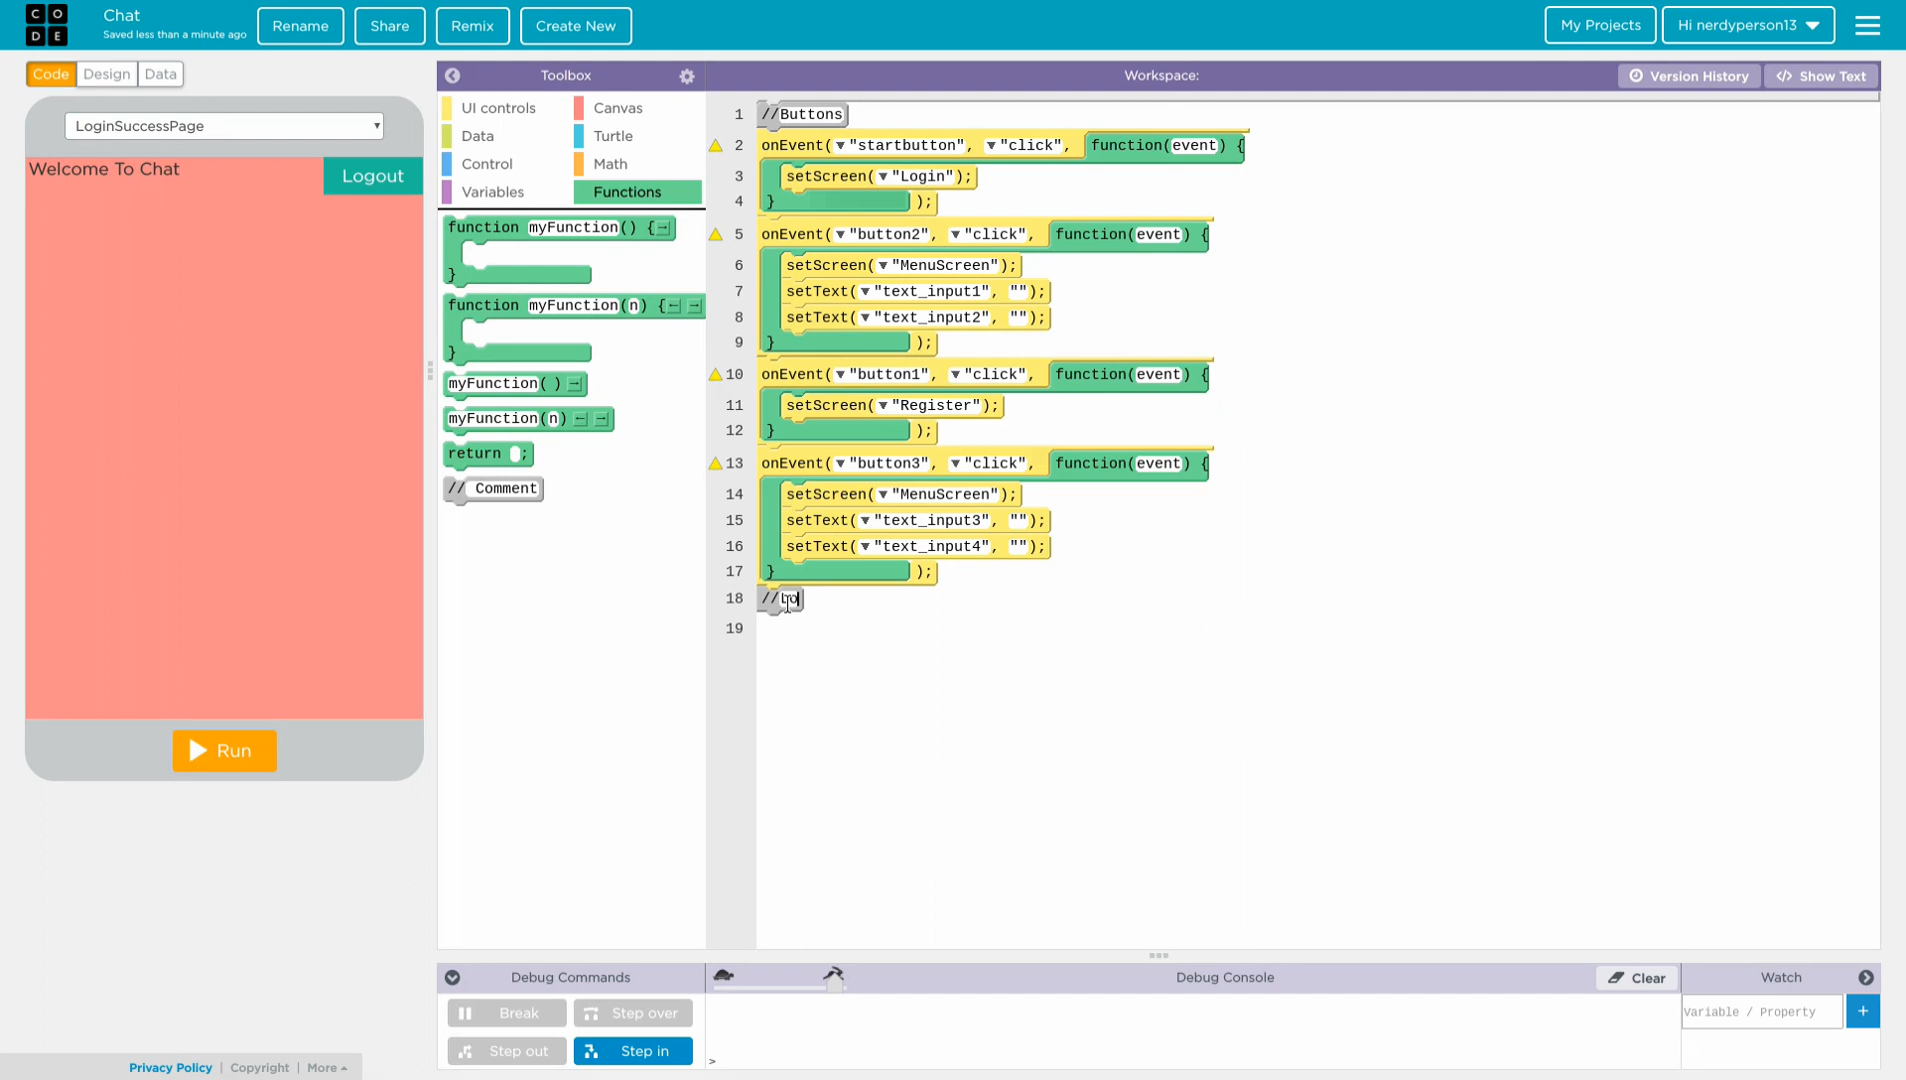 CODE
Chat
Saved less than a minute ago
Rename
Share
Remix
Create New
My Projects
Hi nerdyperson13
Code
Design
Data
LoginSuccessPage
Welcome To Chat
Logout
Run
Toolbox
UI controls
Canvas
Data
Turtle
Control
Math
Variables
Functions
function myFunction() {
}
function myFunction(n) {
}
myFunction( )
myFunction(n)
return ;
// Comment
Workspace:
Version History
</> Show Text
1 //Buttons
2 onEvent( "startbutton", "click", function(event) {
3 setScreen( "Login");
4 } );
5 onEvent( "button2", "click", function(event) {
6 setScreen( "MenuScreen");
7 setText( "text_input1", "");
8 setText( "text_input2", "");
9 } );
10 onEvent( "button1", "click", function(event) {
11 setScreen( "Register");
12 } );
13 onEvent( "button3", "click", function(event) {
14 setScreen( "MenuScreen");
15 setText( "text_input3", "");
16 setText( "text_input4", "");
17 } );
18 //Lo
19
Debug Commands
Break
Step over
Step out
Step in
Debug Console
Clear
>
Watch
Variable / Property
+
Privacy Policy | Copyright | More